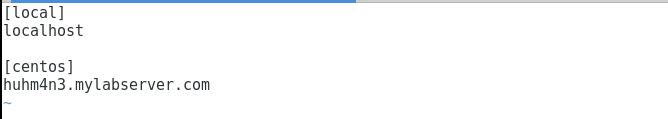 [local]
localhost

[centos]
huhm4n3.mylabserver.com
~